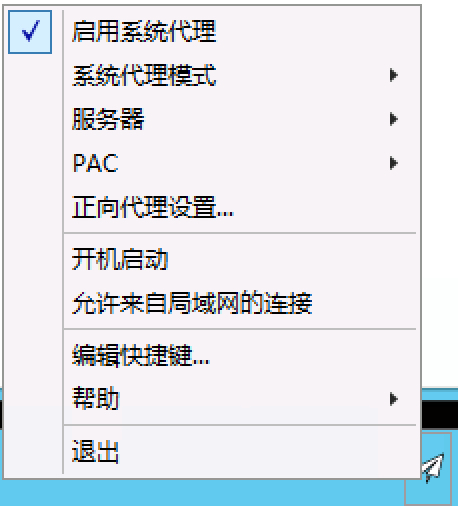 启用系统代理
系统代理模式
服务器
PAC
正向代理设置...
开机启动
允许来自局域网的连接
编辑快捷键...
帮助
退出